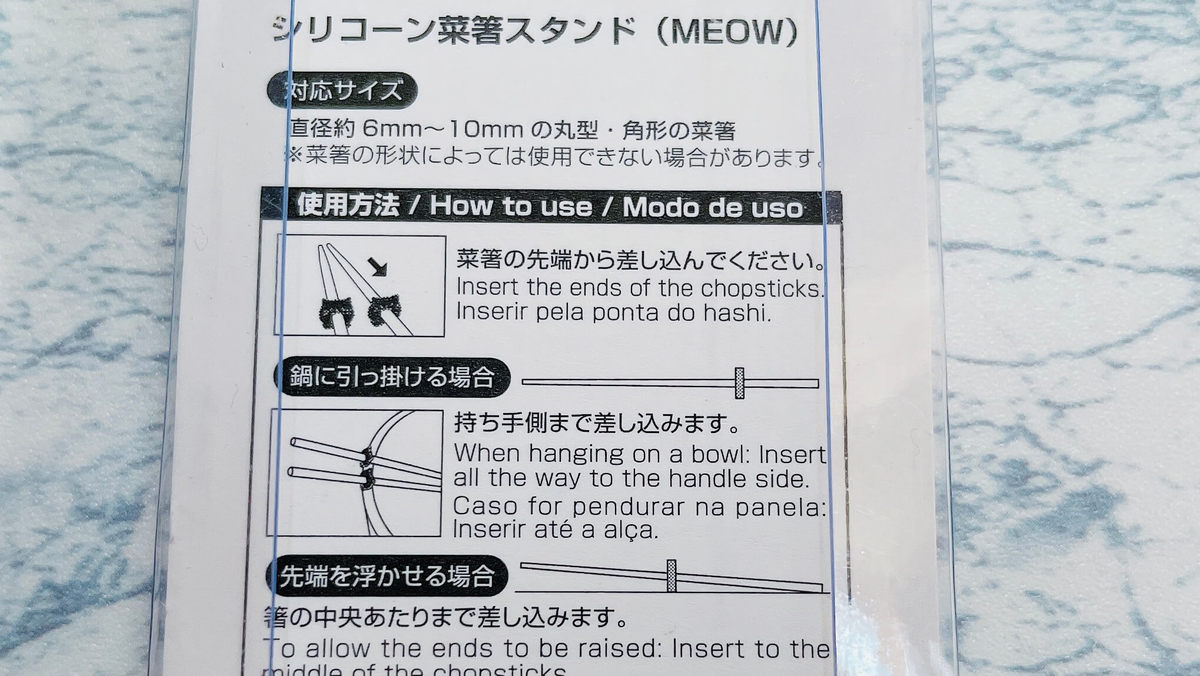 シリコーン菜箸スタンド（MEOW）
対応サイズ
直径約 6mm～10mm の丸型・角形の菜箸
※菜箸の形状によっては使用できない場合があります。
使用方法 / How to use / Modo de uso
菜箸の先端から差し込んでください。
Insert the ends of the chopsticks.
Inserir pela ponta do hashi.
鍋に引っ掛ける場合
持ち手側まで差し込みます。
When hanging on a bowl: Insert
all the way to the handle side.
Caso for pendurar na panela:
Inserir até a alça.
先端を浮かせる場合
箸の中央あたりまで差し込みます。
To allow the ends to be raised: Insert to the
middle of the chopsticks.